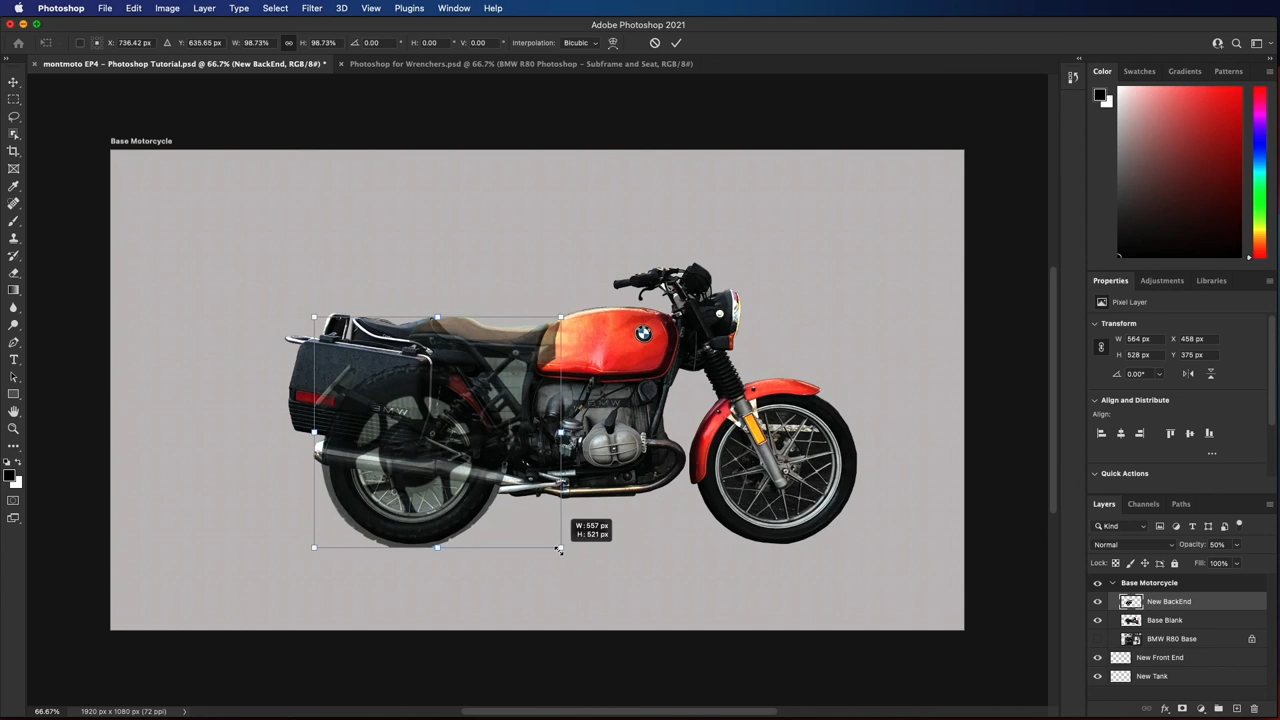 Photoshop File Edit Image Layer Type Select Filter 3D View Plugins Window Help
Adobe Photoshop 2021
X: 736.42 px Y: 635.65 px W: 98.73% H: 98.73% 0.00 ° H: 0.00 ° V: 0.00 ° Interpolation: Bicubic
montmoto EP4 – Photoshop Tutorial.psd @ 66.7% (New BackEnd, RGB/8#) *
Photoshop for Wrenchers.psd @ 66.7% (BMW R80 Photoshop – Subframe and Seat, RGB/8#)
Color Swatches Gradients Patterns
Base Motorcycle
BMW
BMW
W: 557 px
H: 521 px
Properties Adjustments Libraries
Pixel Layer
Transform
W 564 px X 458 px
H 528 px Y 375 px
0.00°
Align and Distribute
Align:
Quick Actions
Layers Channels Paths
Kind
Normal Opacity: 50%
Lock: Fill: 100%
Base Motorcycle
New BackEnd
Base Blank
BMW R80 Base
New Front End
New Tank
66.67% 1920 px x 1080 px (72 ppi)